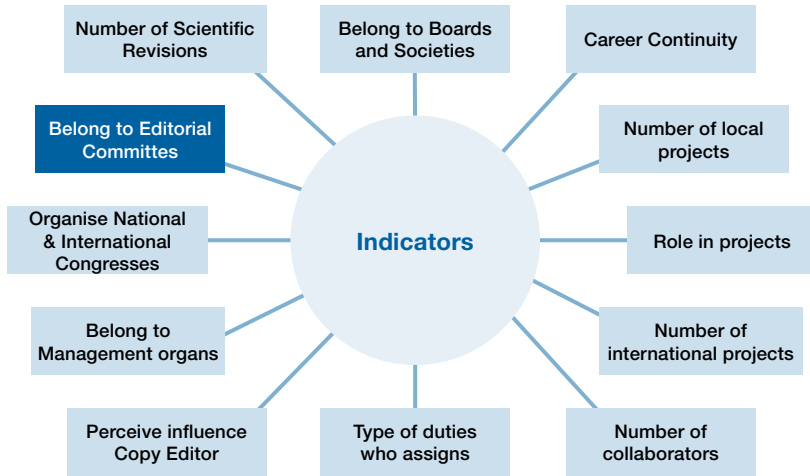 Number of Scientific
Revisions
Belong to Boards
and Societies
Career Continuity
Belong to Editorial
Committes
Number of local
projects
Organise National
& International
Congresses
Indicators
Role in projects
Belong to
Management organs
Number of
international projects
Perceive influence
Copy Editor
Type of duties
who assigns
Number of
collaborators